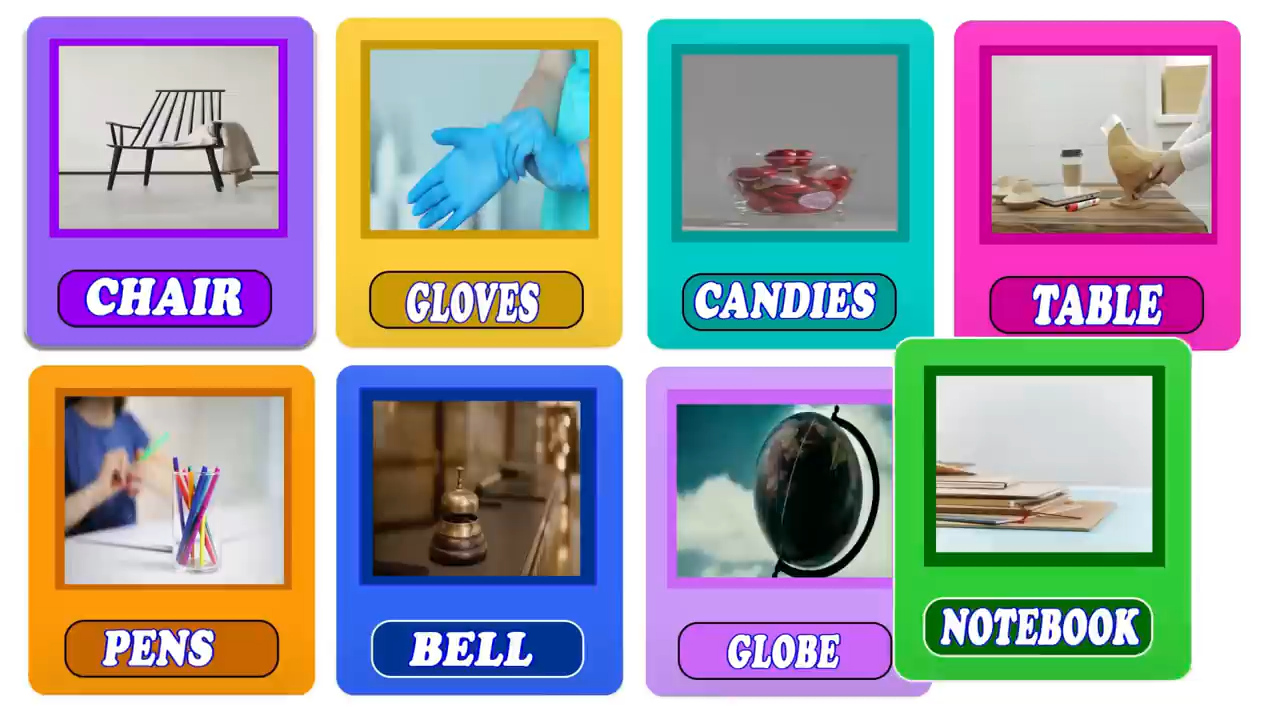 CHAIR
GLOVES
CANDIES
TABLE
PENS
BELL
GLOBE
NOTEBOOK